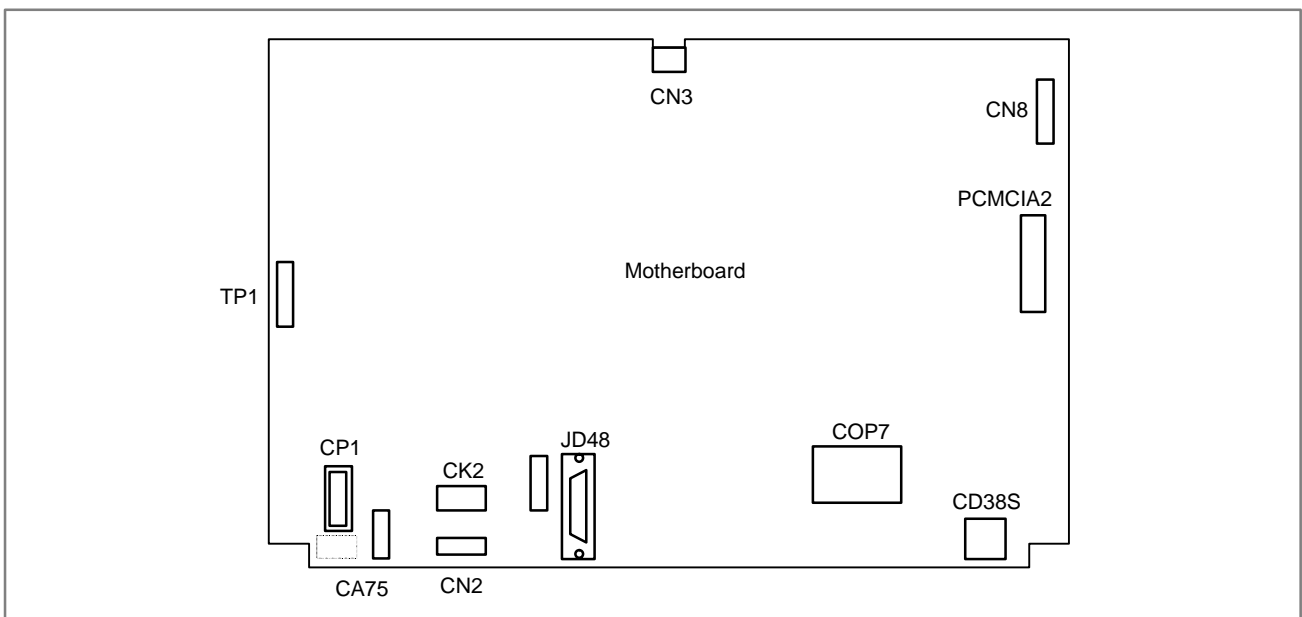 CN3
CN8
PCMCIA2
Motherboard
TP1
CP1
CK2
JD48
COP7
CD38S
CA75
CN2